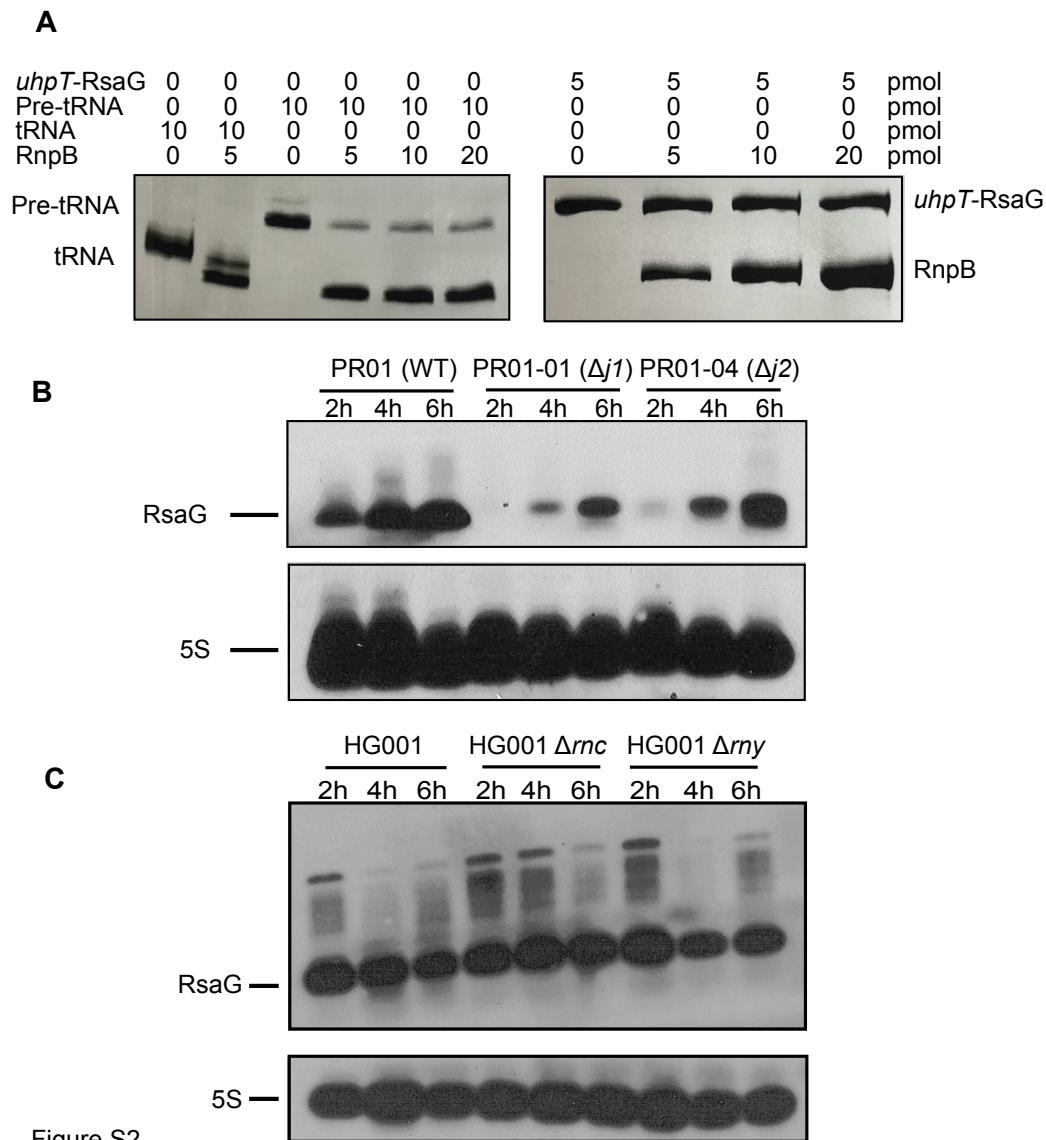 A
uhpT-RsaG 0 0 0 0 0 0 5 5 5 5 pmol
Pre-tRNA 0 0 10 10 10 10 0 0 0 0 pmol
tRNA 10 10 0 0 0 0 0 0 0 0 pmol
RnpB 0 5 0 5 10 20 0 5 10 20 pmol
Pre-tRNA
tRNA
uhpT-RsaG
RnpB
B
PR01 (WT) PR01-01 (Δj1) PR01-04 (Δj2)
2h 4h 6h 2h 4h 6h 2h 4h 6h
RsaG
5S
C
HG001 HG001 Δrnc HG001 Δrny
2h 4h 6h 2h 4h 6h 2h 4h 6h
RsaG
5S
Figure S2